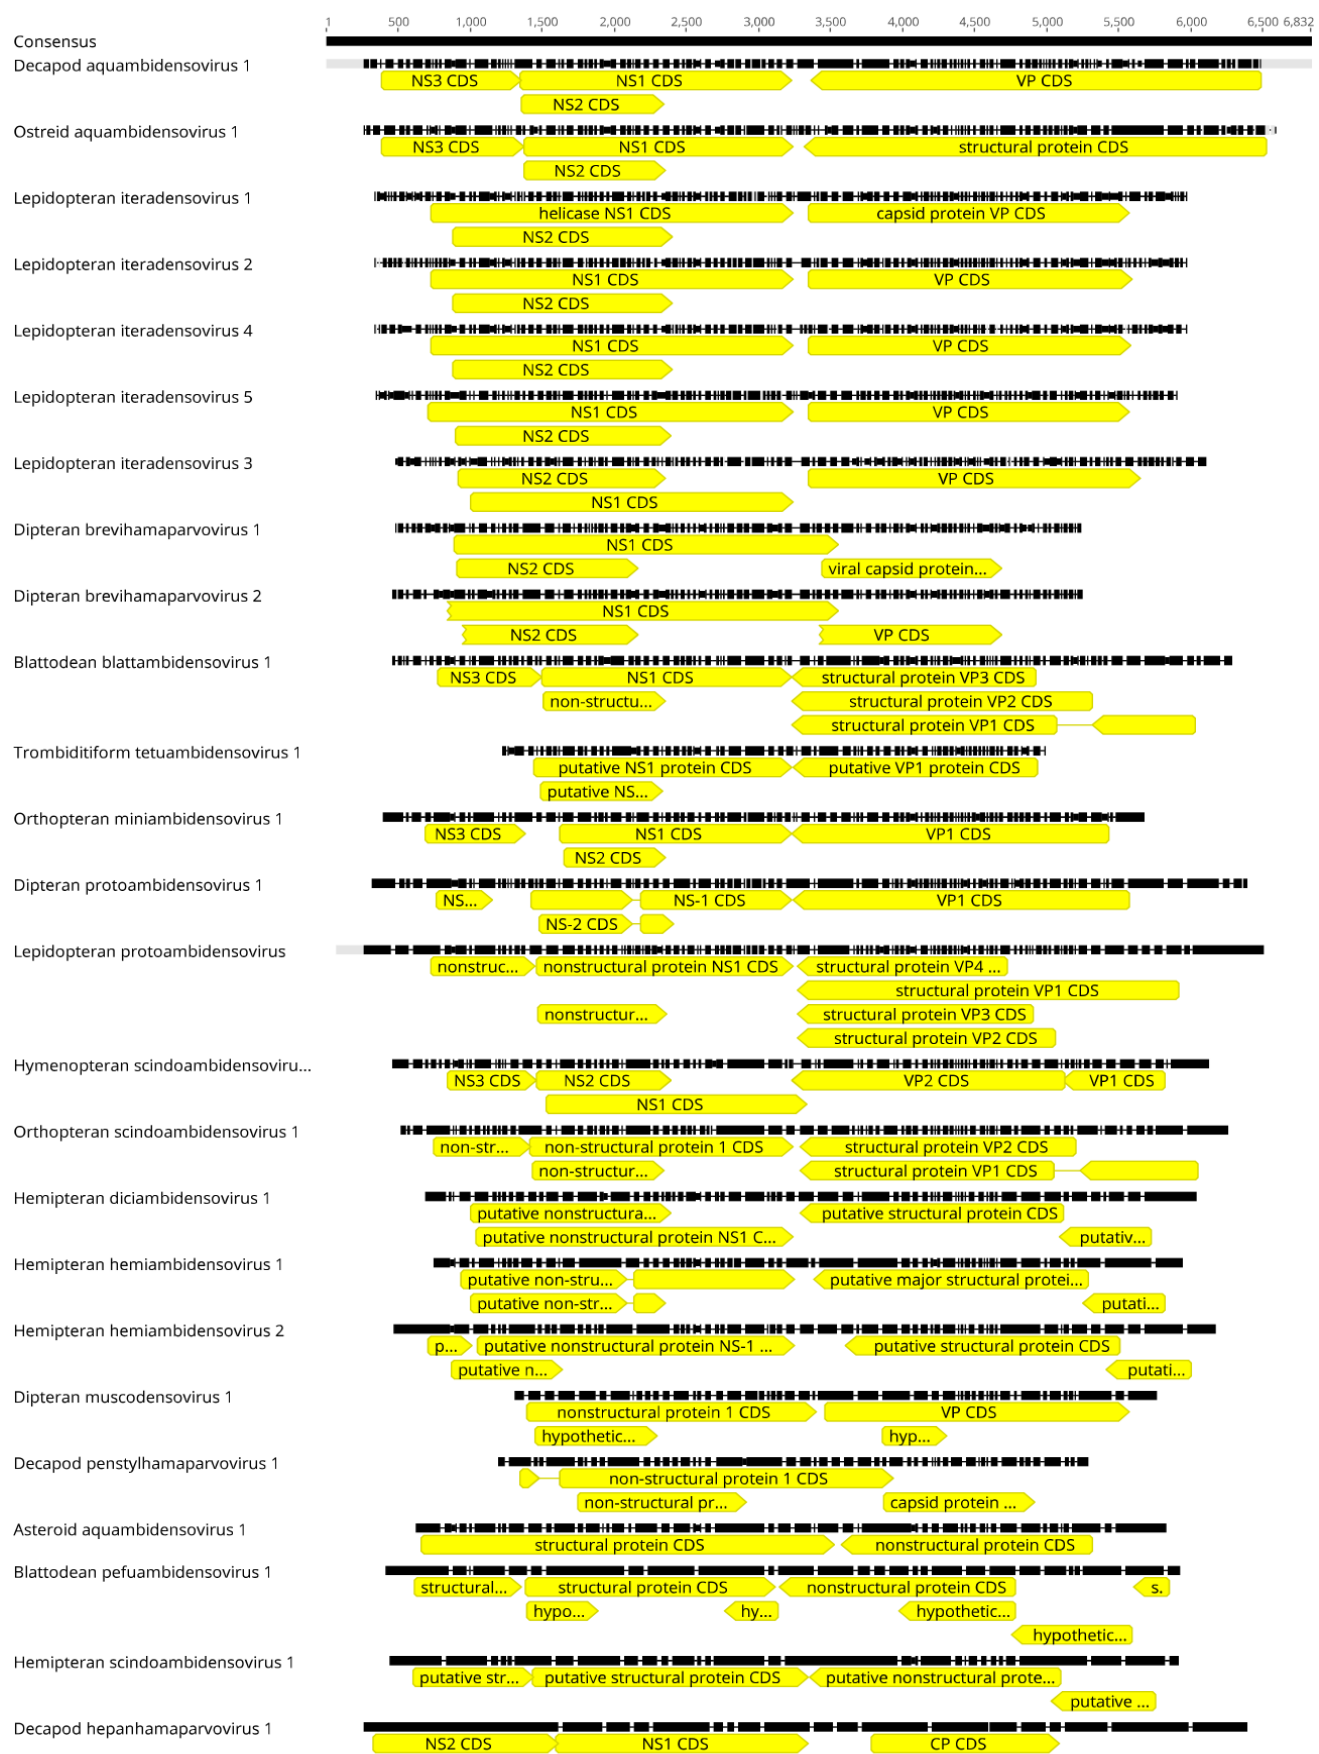 1 500 1,000 1,500 2,000 2,500 3,000 3,500 4,000 4,500 5,000 5,500 6,000 6,500 6,832
Consensus
Decapod aquambidensovirus 1
NS3 CDS NS1 CDS VP CDS
NS2 CDS
Ostreid aquambidensovirus 1
NS3 CDS NS1 CDS structural protein CDS
NS2 CDS
Lepidopteran iteradensovirus 1
helicase NS1 CDS capsid protein VP CDS
NS2 CDS
Lepidopteran iteradensovirus 2
NS1 CDS VP CDS
NS2 CDS
Lepidopteran iteradensovirus 4
NS1 CDS VP CDS
NS2 CDS
Lepidopteran iteradensovirus 5
NS1 CDS VP CDS
NS2 CDS
Lepidopteran iteradensovirus 3
NS2 CDS VP CDS
NS1 CDS
Dipteran brevihamaparvovirus 1
NS1 CDS
NS2 CDS viral capsid protein...
Dipteran brevihamaparvovirus 2
NS1 CDS
NS2 CDS VP CDS
Blattodean blattambidensovirus 1
NS3 CDS NS1 CDS structural protein VP3 CDS
non-structu... structural protein VP2 CDS
structural protein VP1 CDS
Trombiditiform tetuambidensovirus 1
putative NS1 protein CDS putative VP1 protein CDS
putative NS...
Orthopteran miniambidensovirus 1
NS3 CDS NS1 CDS VP1 CDS
NS2 CDS
Dipteran protoambidensovirus 1
NS... NS-1 CDS VP1 CDS
NS-2 CDS
Lepidopteran protoambidensovirus
nonstruc... nonstructural protein NS1 CDS structural protein VP4 ...
structural protein VP1 CDS
nonstructur... structural protein VP3 CDS
structural protein VP2 CDS
Hymenopteran scindoambidensoviru...
NS3 CDS NS2 CDS VP2 CDS VP1 CDS
NS1 CDS
Orthopteran scindoambidensovirus 1
non-str... non-structural protein 1 CDS structural protein VP2 CDS
non-structur... structural protein VP1 CDS
Hemipteran diciambidensovirus 1
putative nonstructura... putative structural protein CDS
putative nonstructural protein NS1 C... putativ...
Hemipteran hemiambidensovirus 1
putative non-stru... putative major structural protei...
putative non-str... putati...
Hemipteran hemiambidensovirus 2
p... putative nonstructural protein NS-1 ... putative structural protein CDS
putative n... putati...
Dipteran muscodensovirus 1
nonstructural protein 1 CDS VP CDS
hypothetic... hyp...
Decapod penstylhamaparvovirus 1
non-structural protein 1 CDS
non-structural pr... capsid protein ...
Asteroid aquambidensovirus 1
structural protein CDS nonstructural protein CDS
Blattodean pefuambidensovirus 1
structural... structural protein CDS nonstructural protein CDS s.
hypo... hy... hypothetic...
hypothetic...
Hemipteran scindoambidensovirus 1
putative str... putative structural protein CDS putative nonstructural prote...
putative ...
Decapod hepanhamaparvovirus 1
NS2 CDS NS1 CDS CP CDS